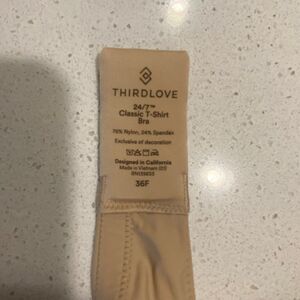 THIRDLOVE
24/7™
Classic T-Shirt
Bra
76% Nylon, 24% Spandex
Exclusive of decoration
Designed in California
Made in Vietnam
36F